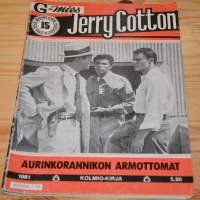 G-mies
Jerry Cotton
15
AURINKORANNIKON ARMOTTOMAT
1981
KOLMIO-KIRJA
5,90